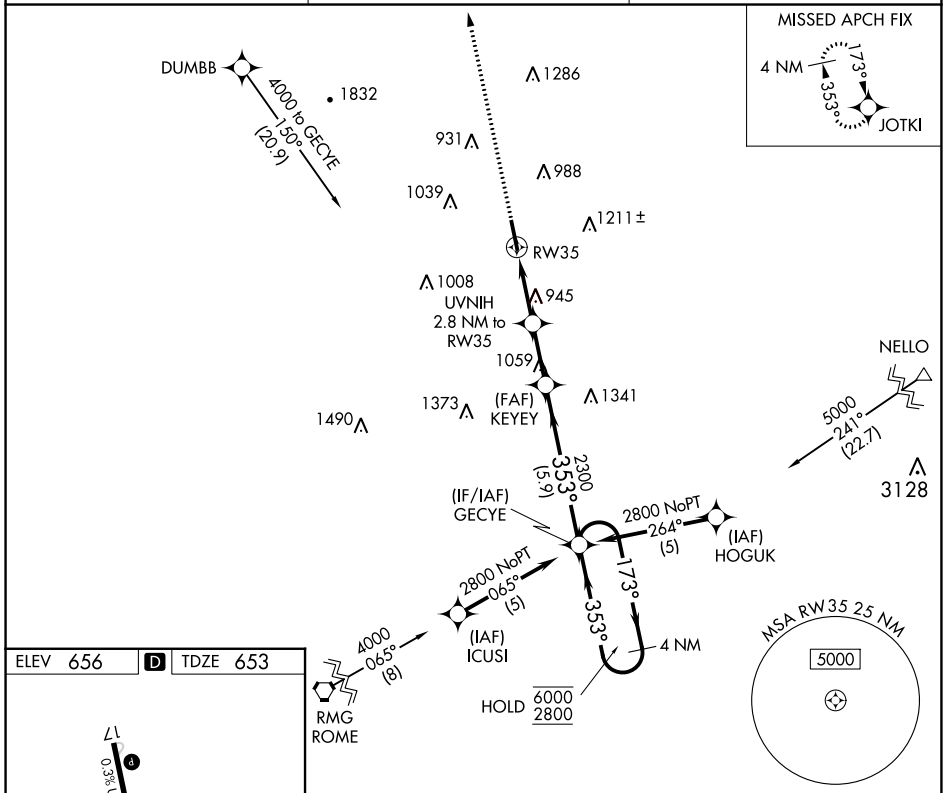 MISSED APCH FIX
4 NM
173°
353°
JOTKI
DUMBB
4000 to GECYE
150°
(20.9)
1832
1286
931
988
1039
1211±
RW35
1008
945
UVNIH
2.8 NM to
RW35
1059
NELLO
(FAF)
KEYEY
1341
1373
1490
5000
241°
(22.7)
3128
2300
353°
(5.9)
(IF/IAF)
GECYE
2800 NoPT
264°
(5)
(IAF)
HOGUK
2800 NoPT
065°
(5)
(IAF)
ICUSI
173°
353°
4 NM
HOLD
6000
2800
4000
065°
(8)
RMG
ROME
MSA RW35 25 NM
5000
ELEV 656
D
TDZE 653
17
P
0.3%